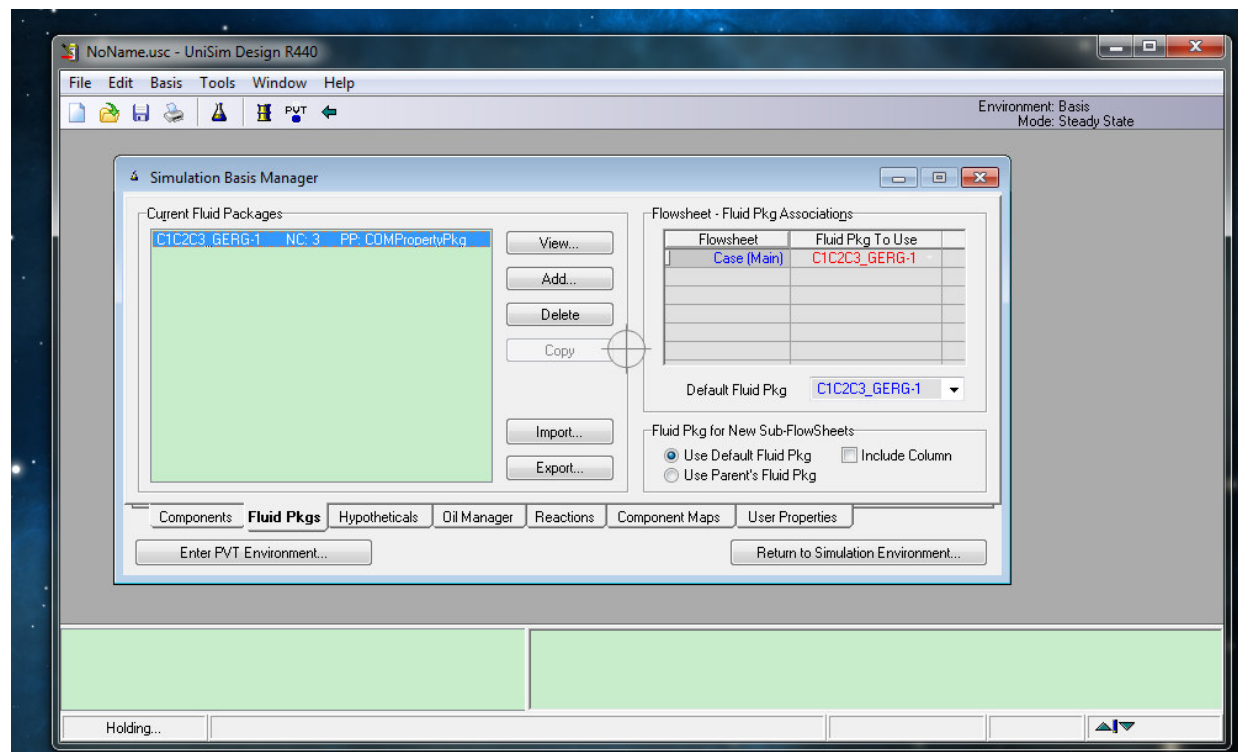 NoName.usc - UniSim Design R440
File Edit Basis Tools Window Help
PVT
Environment: Basis
Mode: Steady State
Simulation Basis Manager
Current Fluid Packages
C1C2C3_GERG-1 NC: 3 PP: COMPropertyPkg
View...
Add...
Delete
Copy
Import...
Export...
Flowsheet - Fluid Pkg Associations
Flowsheet Fluid Pkg To Use
Case (Main) C1C2C3_GERG-1
Default Fluid Pkg C1C2C3_GERG-1
Fluid Pkg for New Sub-FlowSheets
Use Default Fluid Pkg Include Column
Use Parent's Fluid Pkg
Components Fluid Pkgs Hypotheticals Oil Manager Reactions Component Maps User Properties
Enter PVT Environment... Return to Simulation Environment...
Holding...